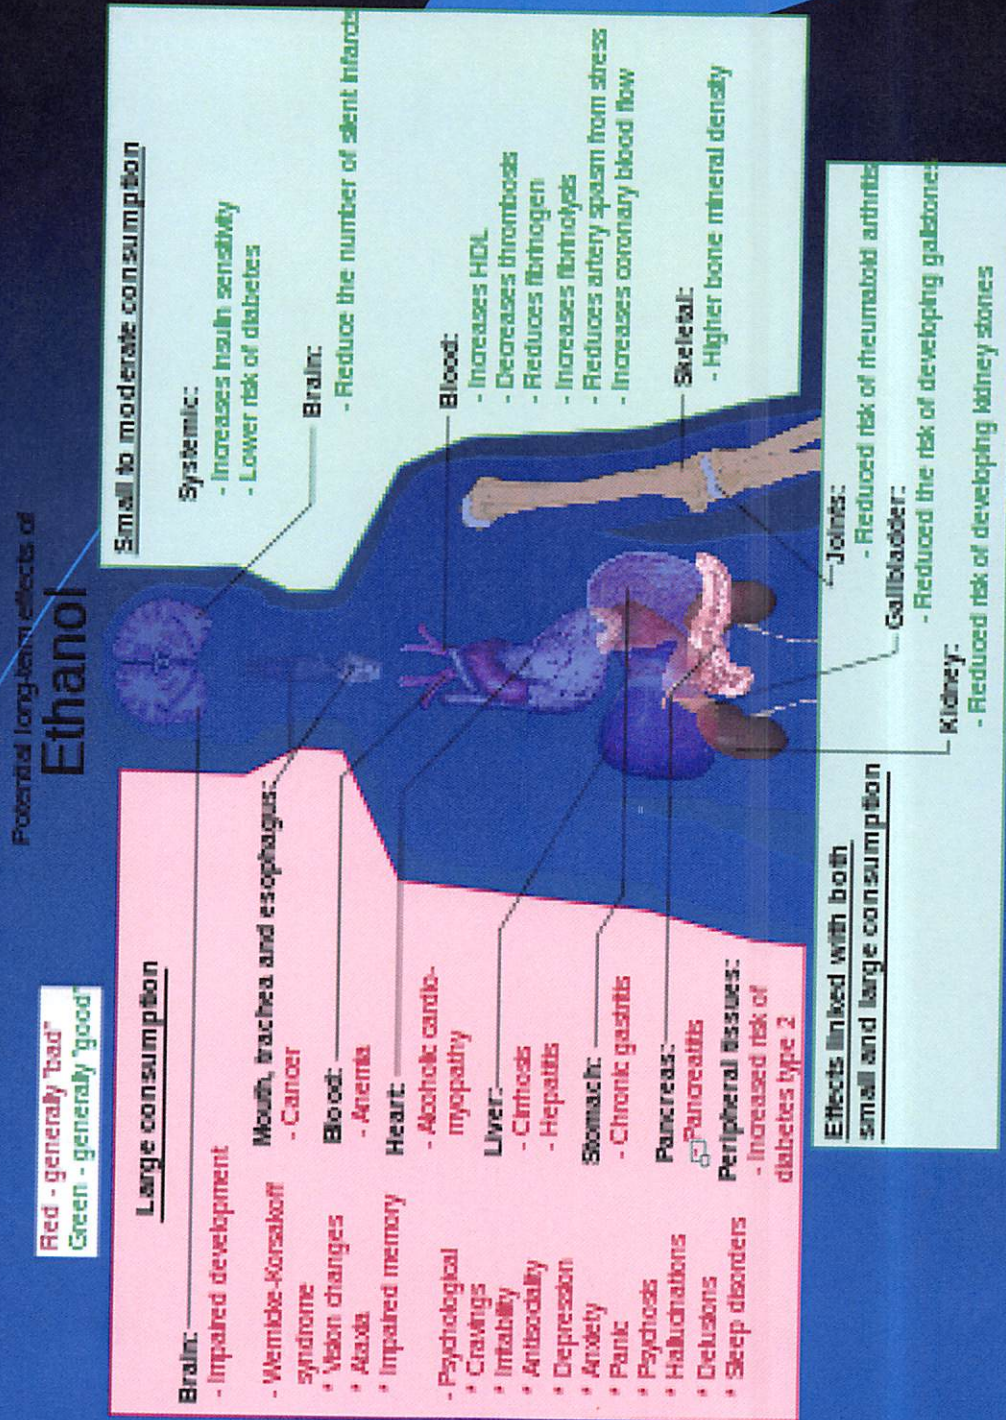 Potential long-term effects of
Ethanol
Red - generally "bad"
Green - generally "good"
Large consumption
Brain:
- Impaired development
- Wernicke-Korsakoff
syndrome
* Vision changes
* Ataxia
* Impaired memory
- Psychological
* Cravings
* Irritability
* Antisociality
* Depression
* Anxiety
* Panic
* Psychosis
* Hallucinations
* Delusions
* Sleep disorders
Mouth, trachea and esophagus:
- Cancer
Blood:
- Anemia
Heart:
- Alcoholic cardio-
myopathy
Liver:
- Cirrhosis
- Hepatitis
Stomach:
- Chronic gastritis
Pancreas:
Pancreatitis
Peripheral tissues:
- Increased risk of
diabetes type 2
Small to moderate consumption
Systemic:
- Increases insulin sensitivity
- Lower risk of diabetes
Brain:
- Reduce the number of silent infarcts
Blood:
- Increases HDL
- Decreases thrombosis
- Reduces fibrinogen
- Increases fibrinolysis
- Reduces artery spasm from stress
- Increases coronary blood flow
Skeletal:
- Higher bone mineral density
Effects linked with both
small and large consumption
Joints:
- Reduced risk of rheumatoid arthritis
Gallbladder:
- Reduced the risk of developing gallstones
Kidney:
- Reduced risk of developing kidney stones